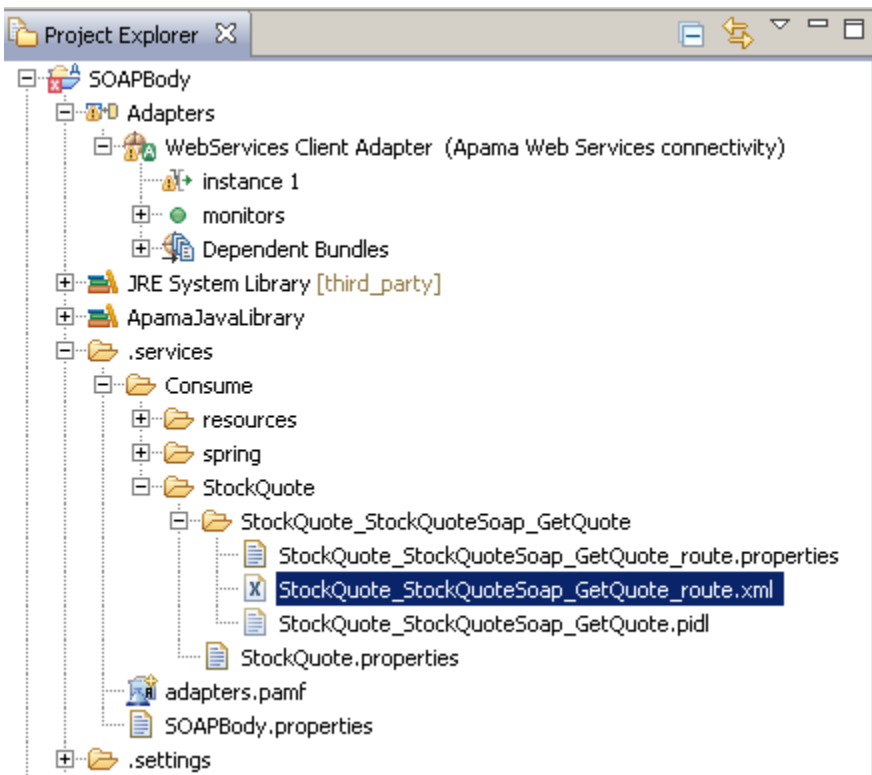 Project Explorer
SOAPBody
Adapters
WebServices Client Adapter (Apama Web Services connectivity)
instance 1
monitors
Dependent Bundles
JRE System Library [third_party]
ApamaJavaLibrary
.services
Consume
resources
spring
StockQuote
StockQuote_StockQuoteSoap_GetQuote
StockQuote_StockQuoteSoap_GetQuote_route.properties
StockQuote_StockQuoteSoap_GetQuote_route.xml
StockQuote_StockQuoteSoap_GetQuote.pidl
StockQuote.properties
adapters.pamf
SOAPBody.properties
.settings